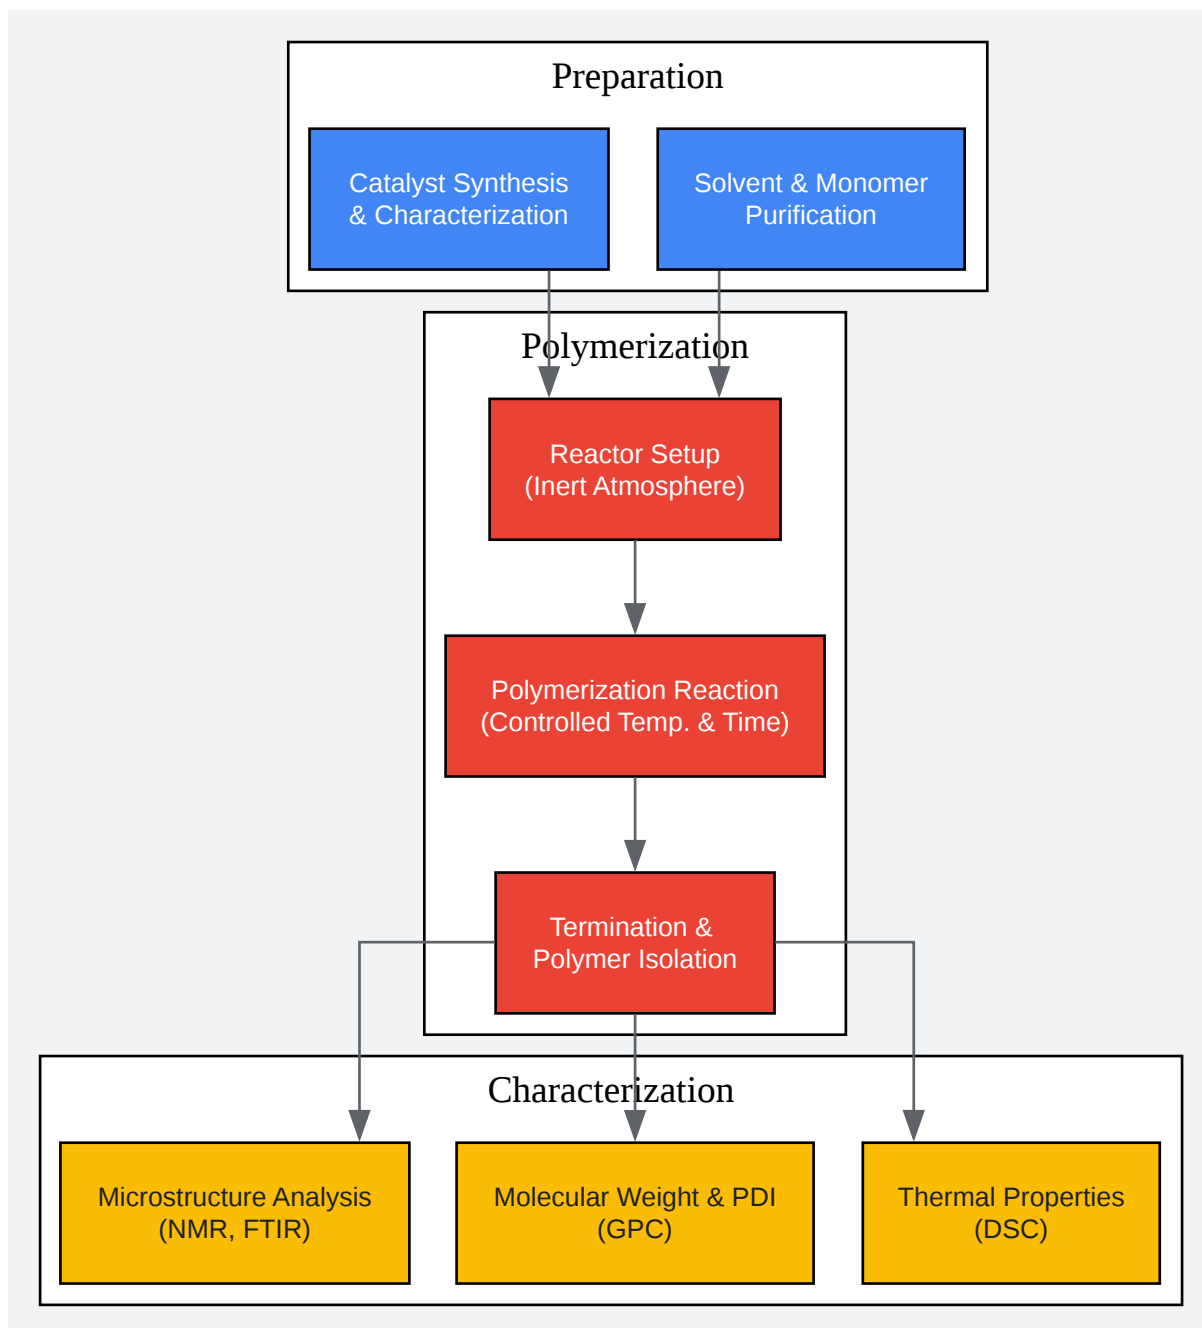 Preparation
Catalyst Synthesis
& Characterization
Solvent & Monomer
Purification
Polymerization
Reactor Setup
(Inert Atmosphere)
Polymerization Reaction
(Controlled Temp. & Time)
Termination &
Polymer Isolation
Characterization
Microstructure Analysis
(NMR, FTIR)
Molecular Weight & PDI
(GPC)
Thermal Properties
(DSC)